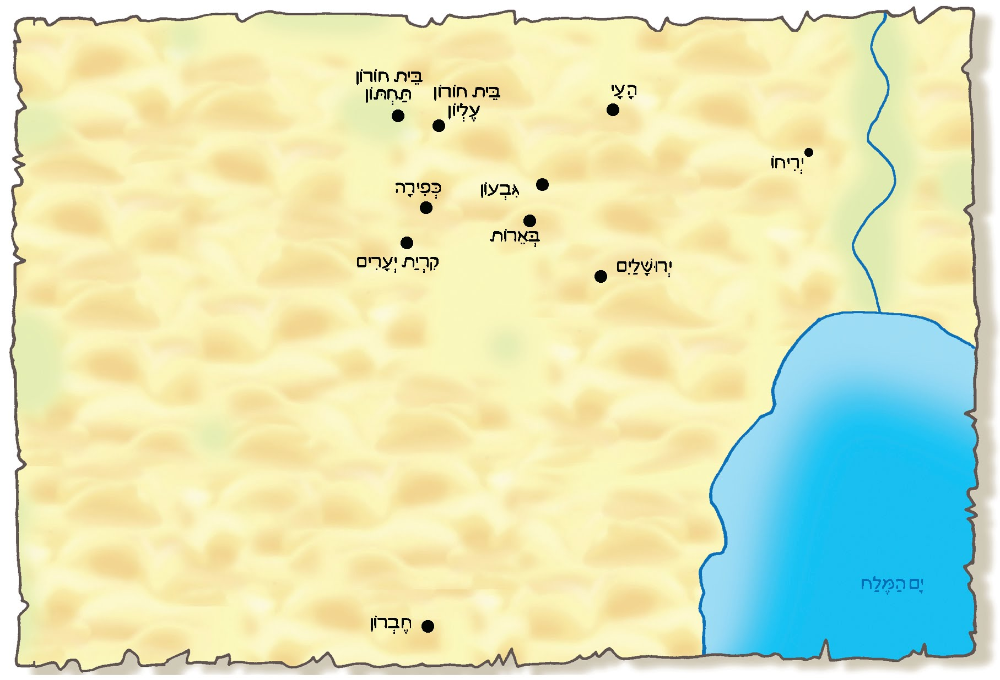 בֵּית חוֹרוֹן
תַּחְתּוֹן
בֵּית חוֹרוֹן
עֶלְיוֹן
הָעַי
יְרִיחוֹ
כְּפִירָה
גִּבְעוֹן
בְּאֵרוֹת
קִרְיַת יְעָרִים
יְרוּשָׁלַיִם
יָם הַמֶּלַח
חֶבְרוֹן